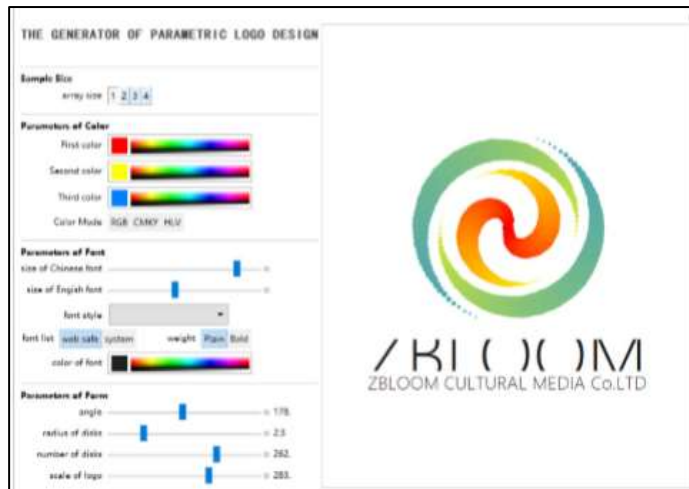 THE GENERATOR OF PARAMETRIC LOGO DESIGN
Sample Size
array size 1 2 3 4
Parameters of Color
First color
Second color
Third color
Color Mode RGB CMKY HLV
Parameters of Font
size of Chinese font
size of Engish font
font style
font list web safe system weight Plain Bold
color of font
Parameters of Form
angle 178.
radius of disks 2.5
number of disks 262.
scale of logo 283.
ZBLOOM
ZBLOOM CULTURAL MEDIA Co.LTD